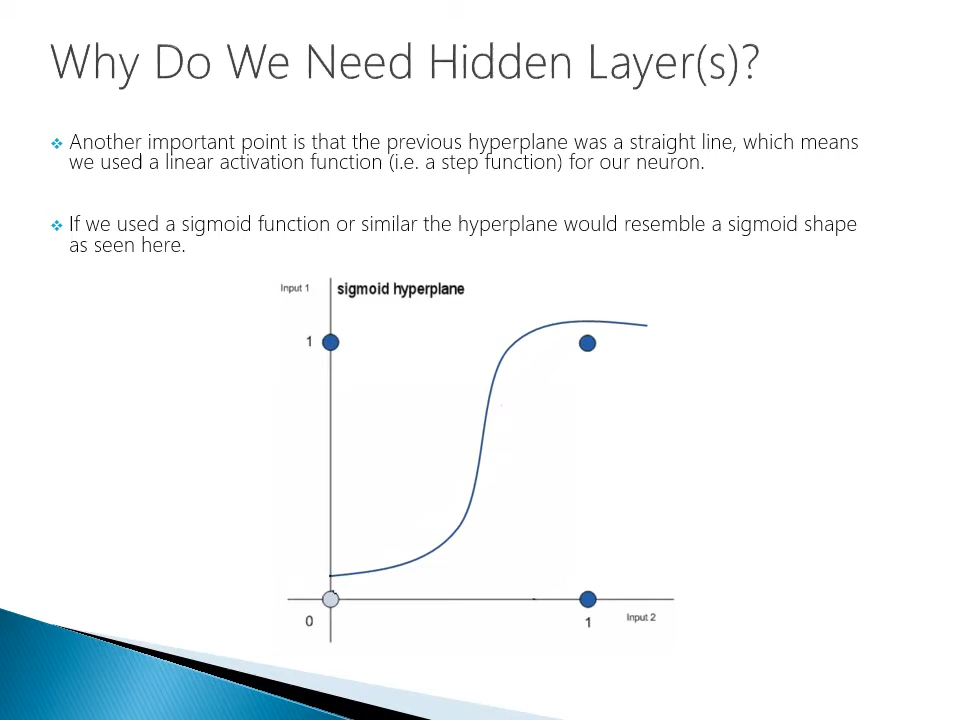 Why Do We Need Hidden Layer(s)?
Another important point is that the previous hyperplane was a straight line, which means
we used a linear activation function (i.e. a step function) for our neuron.
If we used a sigmoid function or similar the hyperplane would resemble a sigmoid shape
as seen here.
Input 1
sigmoid hyperplane
1
0
1
Input 2